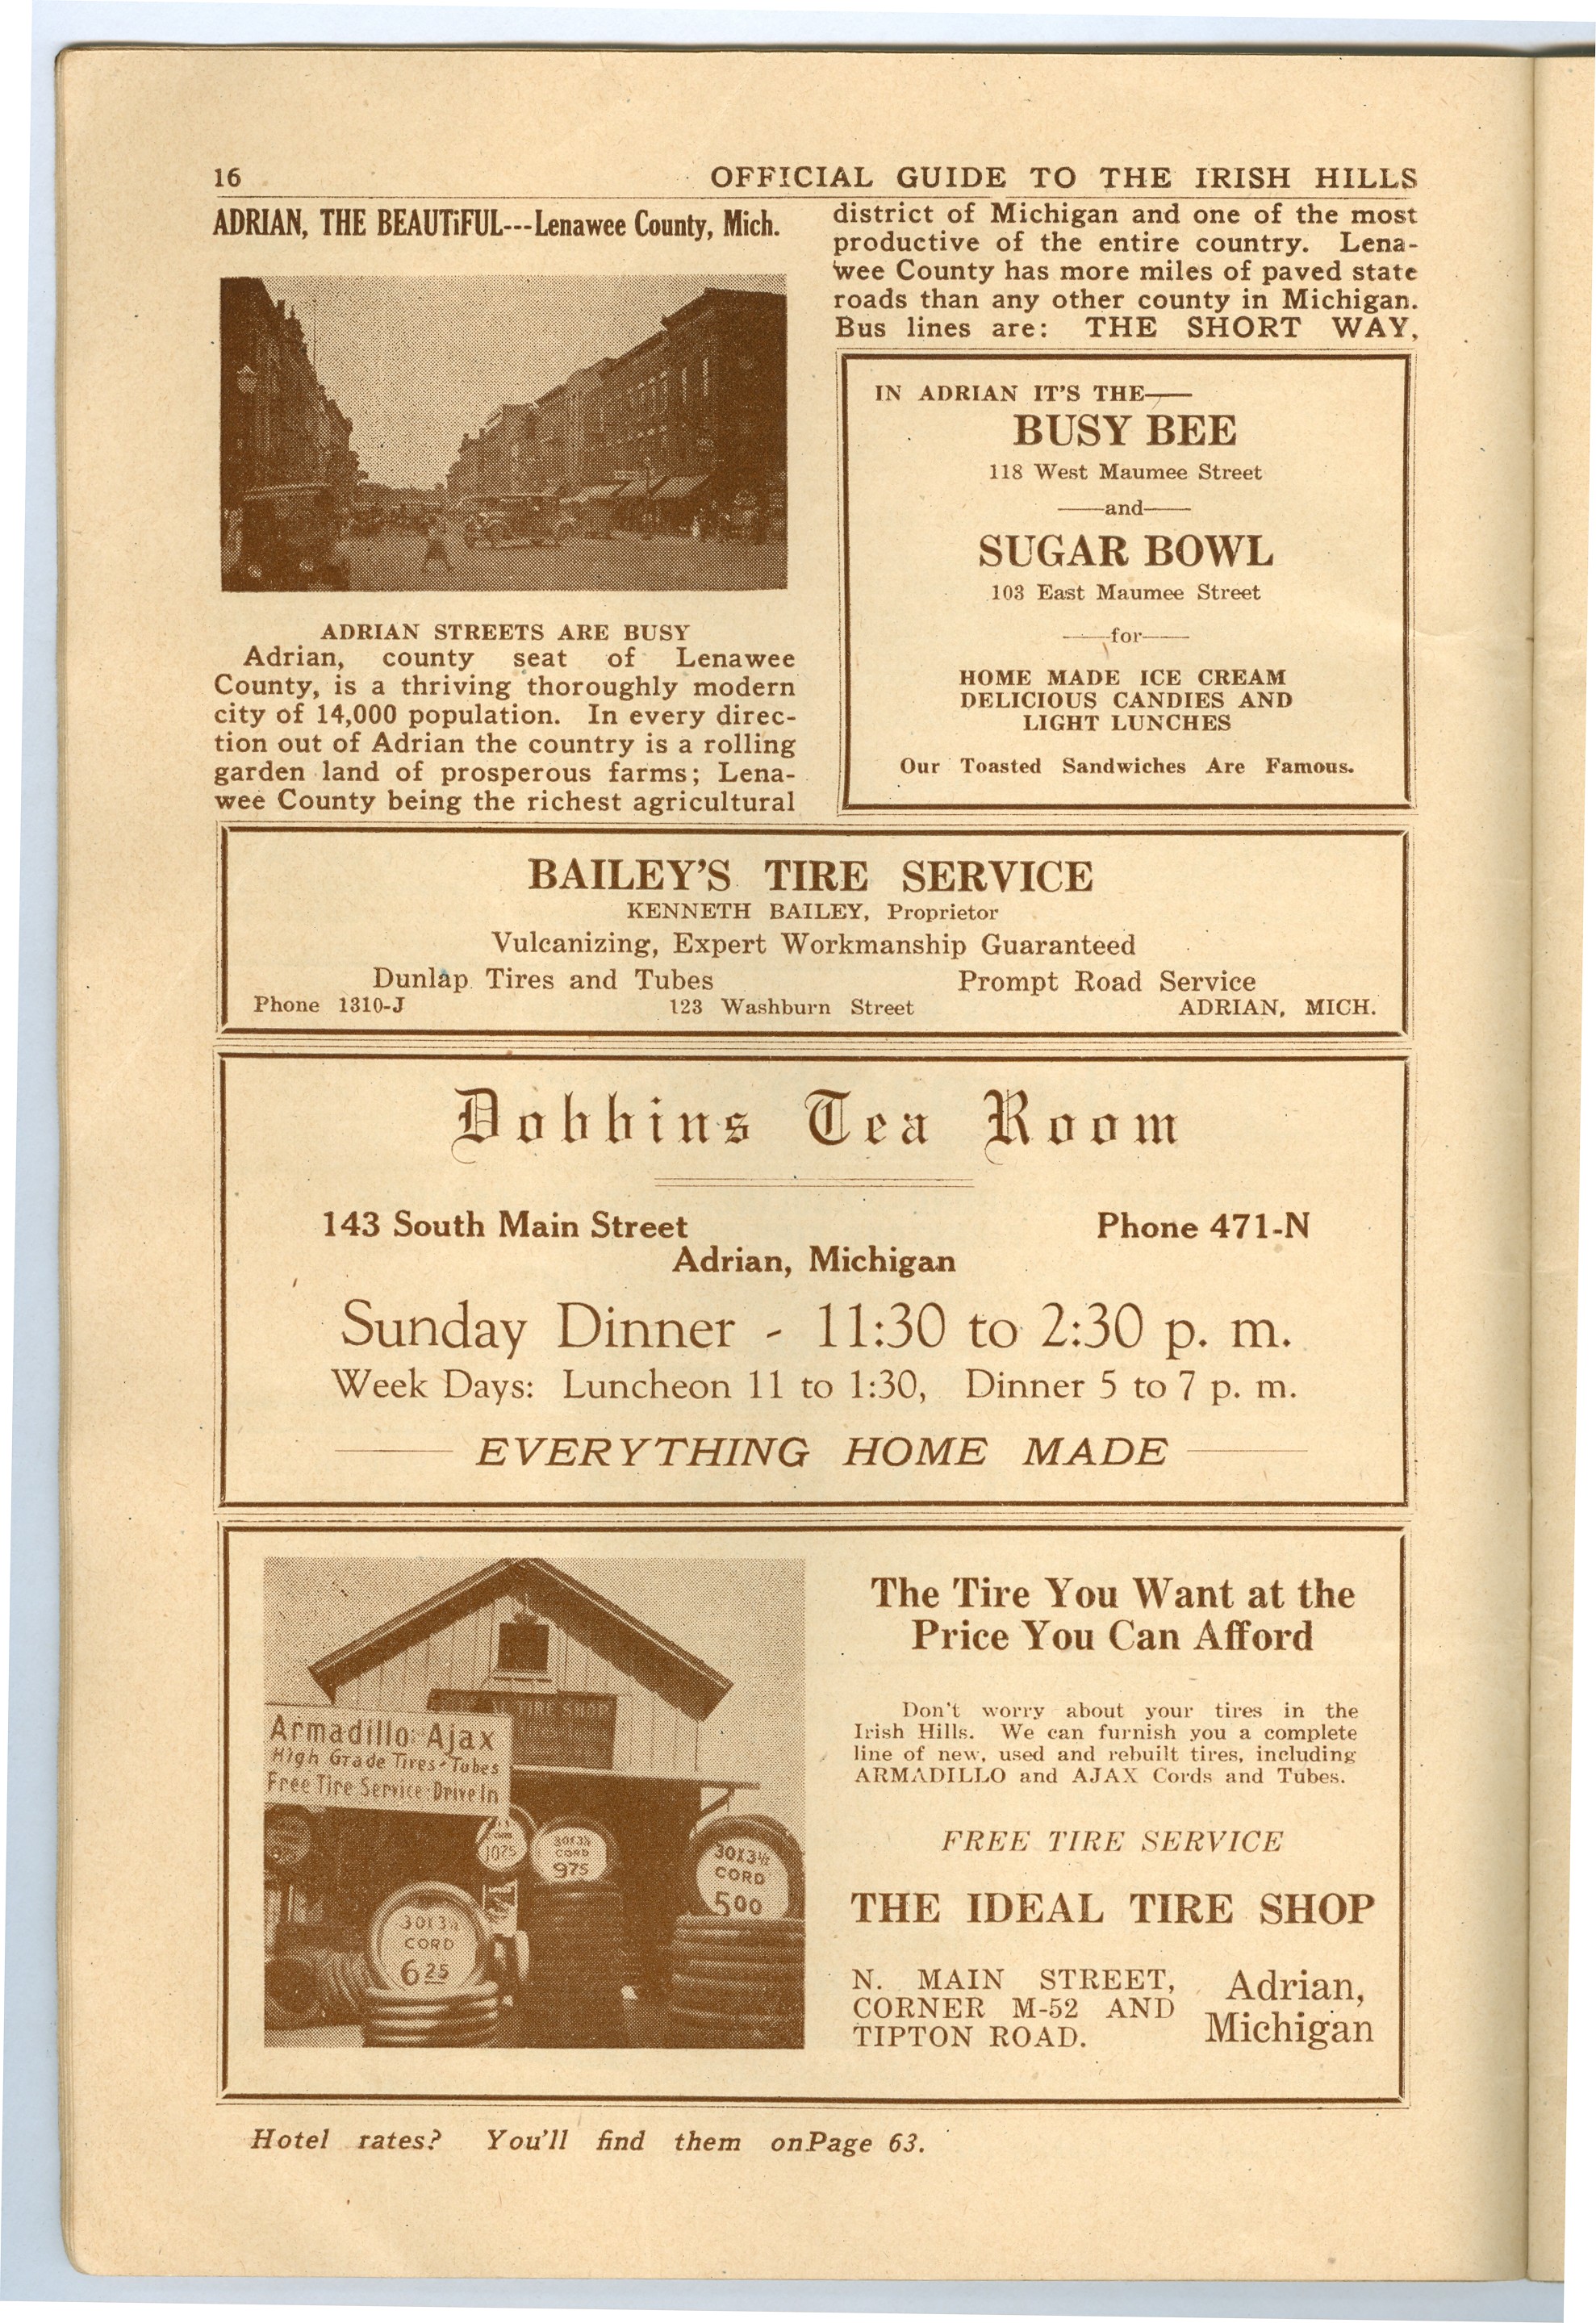 16 OFFICIAL GUIDE TO THE IRISH HILLS
ADRIAN, THE BEAUTiFUL---Lenawee County, Mich.
ADRIAN STREETS ARE BUSY
Adrian, county seat of Lenawee
County, is a thriving thoroughly modern
city of 14,000 population. In every direc-
tion out of Adrian the country is a rolling
garden land of prosperous farms; Lena-
wee County being the richest agricultural
district of Michigan and one of the most
productive of the entire country. Lena-
wee County has more miles of paved state
roads than any other county in Michigan.
Bus lines are: THE SHORT WAY,
IN ADRIAN IT'S THE—
BUSY BEE
118 West Maumee Street
—and—
SUGAR BOWL
103 East Maumee Street
—for—
HOME MADE ICE CREAM
DELICIOUS CANDIES AND
LIGHT LUNCHES
Our Toasted Sandwiches Are Famous.
BAILEY'S TIRE SERVICE
KENNETH BAILEY, Proprietor
Vulcanizing, Expert Workmanship Guaranteed
Dunlap Tires and Tubes Prompt Road Service
Phone 1310-J 123 Washburn Street ADRIAN, MICH.
Dobbins Tea Room
143 South Main Street Phone 471-N
Adrian, Michigan
Sunday Dinner - 11:30 to 2:30 p. m.
Week Days: Luncheon 11 to 1:30, Dinner 5 to 7 p. m.
EVERYTHING HOME MADE
TIRE SHOP
Armadillo Ajax
High Grade Tires-Tubes
Free Tire Service-Drive In
1075
30X3½
CORD
975
30X3½
CORD
500
30X3½
CORD
625
The Tire You Want at the
Price You Can Afford
Don't worry about your tires in the
Irish Hills. We can furnish you a complete
line of new, used and rebuilt tires, including
ARMADILLO and AJAX Cords and Tubes.
FREE TIRE SERVICE
THE IDEAL TIRE SHOP
N. MAIN STREET,
CORNER M-52 AND
TIPTON ROAD.
Adrian,
Michigan
Hotel rates? You'll find them onPage 63.